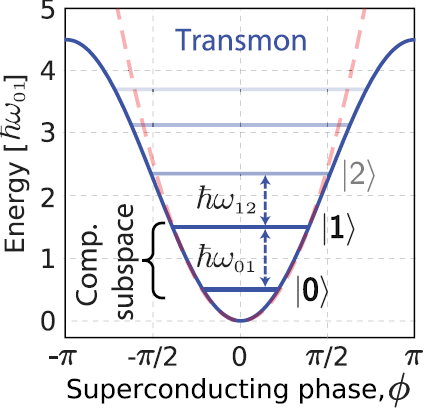 Transmon
Energy [ħω01]
5
4
3
2
1
0
|2⟩
ħω12
|1⟩
Comp.
subspace
ħω01
|0⟩
-π
-π/2
0
π/2
π
Superconducting phase, ϕ